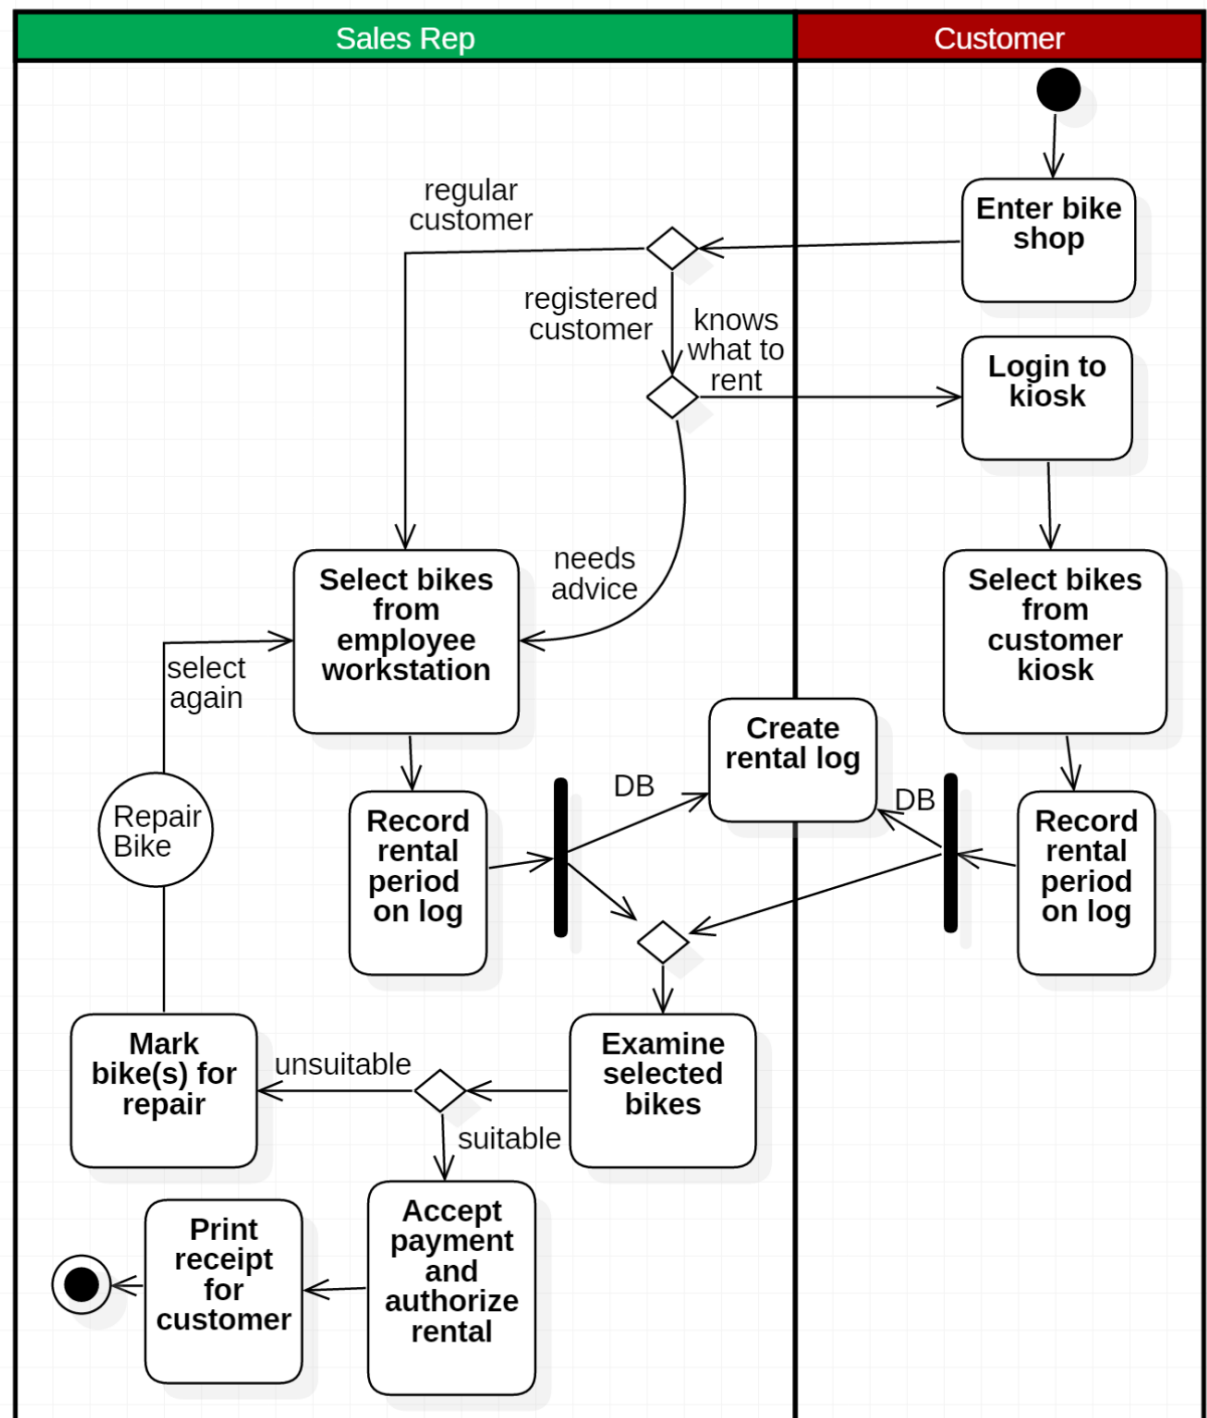 Sales Rep
Customer
Enter bike
shop
regular
customer
registered
customer
knows
what to
rent
Login to
kiosk
needs
advice
Select bikes
from
employee
workstation
Select bikes
from
customer
kiosk
select
again
Create
rental log
DB
DB
Repair
Bike
Record
rental
period
on log
Record
rental
period
on log
Mark
bike(s) for
repair
unsuitable
Examine
selected
bikes
suitable
Accept
payment
and
authorize
rental
Print
receipt
for
customer